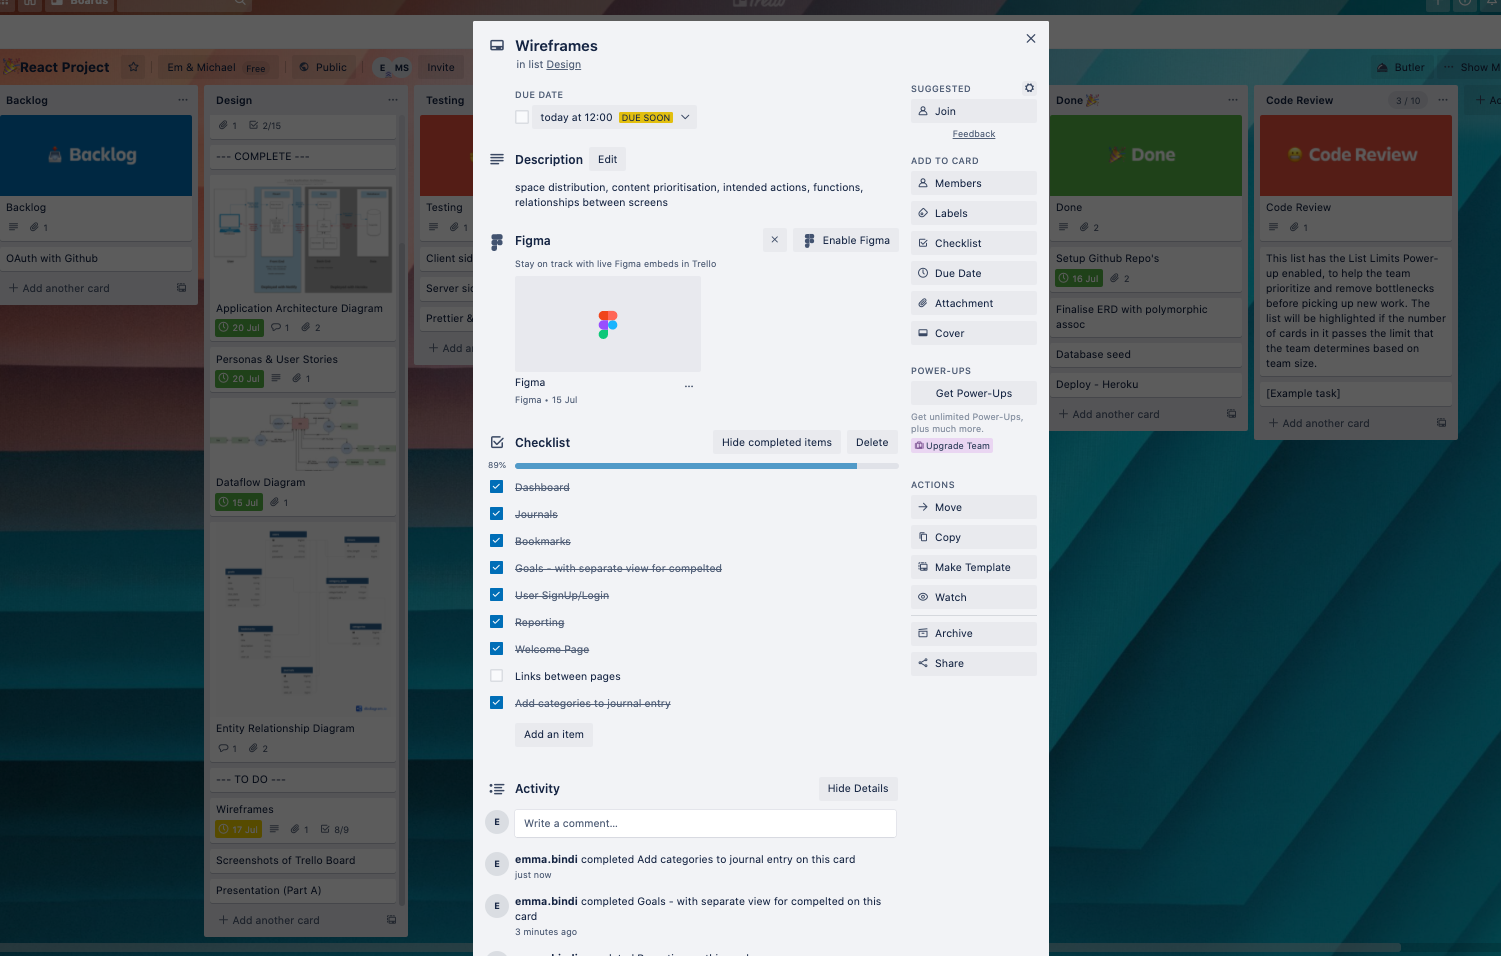 Boards
Trello
React Project
Em & Michael Free
Public
E MS
Invite
Butler
Show
Backlog
Backlog
Backlog
1
OAuth with Github
Add another card
Design
1 2/15
--- COMPLETE ---
Application Architecture Diagram
20 Jul 1 2
Personas & User Stories
20 Jul 1
Dataflow Diagram
15 Jul 1
Entity Relationship Diagram
1 2
--- TO DO ---
Wireframes
17 Jul 1 8/9
Screenshots of Trello Board
Presentation (Part A)
Add another card
Testing
Testing
1
Client sid
Server sid
Prettier &
Add an
Wireframes
in list Design
DUE DATE
today at 12:00 DUE SOON
Description Edit
space distribution, content prioritisation, intended actions, functions,
relationships between screens
Figma Enable Figma
Stay on track with live Figma embeds in Trello
Figma ...
Figma • 15 Jul
Checklist Hide completed items Delete
89%
Dashboard
Journals
Bookmarks
Goals - with separate view for compelted
User SignUp/Login
Reporting
Welcome Page
Links between pages
Add categories to journal entry
Add an item
Activity Hide Details
E Write a comment...
E emma.bindi completed Add categories to journal entry on this card
just now
E emma.bindi completed Goals - with separate view for compelted on this
card
3 minutes ago
SUGGESTED
Join
Feedback
ADD TO CARD
Members
Labels
Checklist
Due Date
Attachment
Cover
POWER-UPS
Get Power-Ups
Get unlimited Power-Ups,
plus much more.
Upgrade Team
ACTIONS
Move
Copy
Make Template
Watch
Archive
Share
Done
Done
Done
2
Setup Github Repo's
16 Jul 2
Finalise ERD with polymorphic
assoc
Database seed
Deploy - Heroku
Add another card
Code Review 3 / 10
Code Review
Code Review
1
This list has the List Limits Power-
up enabled, to help the team
prioritize and remove bottlenecks
before picking up new work. The
list will be highlighted if the number
of cards in it passes the limit that
the team determines based on
team size.
[Example task]
Add another card